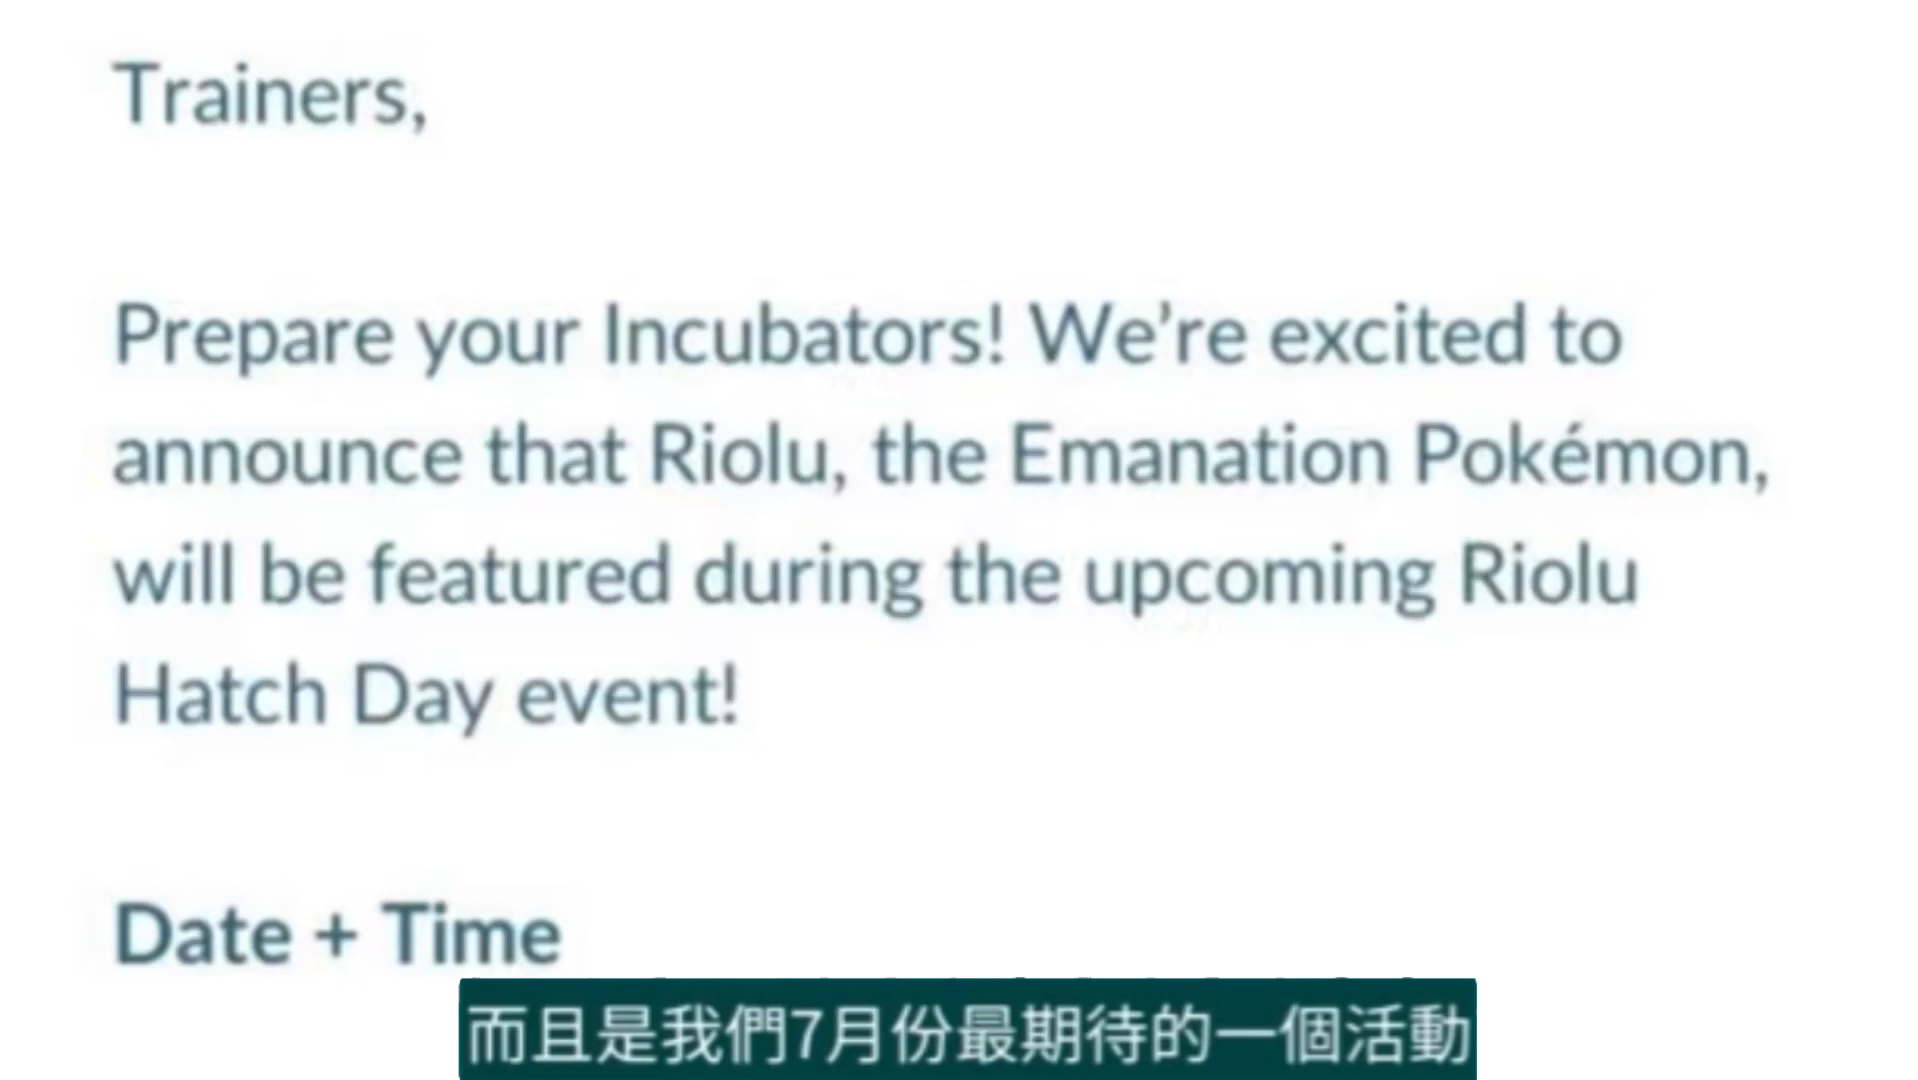 Trainers,
Prepare your Incubators! We’re excited to
announce that Riolu, the Emanation Pokémon,
will be featured during the upcoming Riolu
Hatch Day event!
Date + Time
而且是我們7月份最期待的一個活動